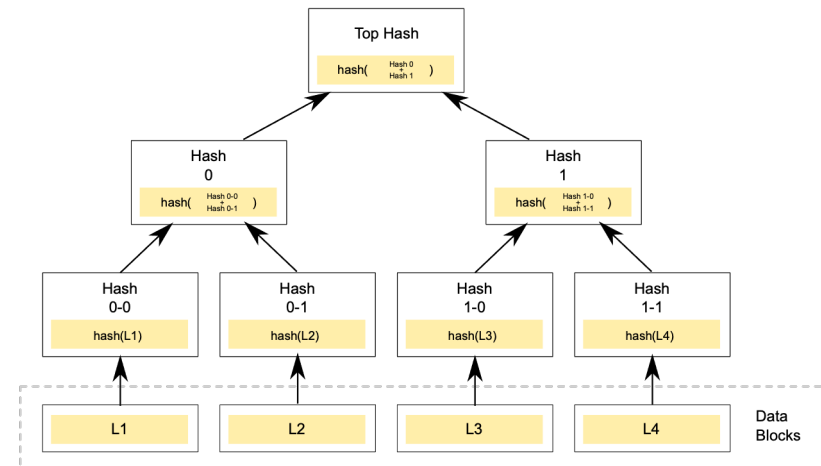 Top Hash
hash( Hash 0 + Hash 1 )
Hash
0
hash( Hash 0-0 + Hash 0-1 )
Hash
1
hash( Hash 1-0 + Hash 1-1 )
Hash
0-0
hash(L1)
Hash
0-1
hash(L2)
Hash
1-0
hash(L3)
Hash
1-1
hash(L4)
L1
L2
L3
L4
Data
Blocks